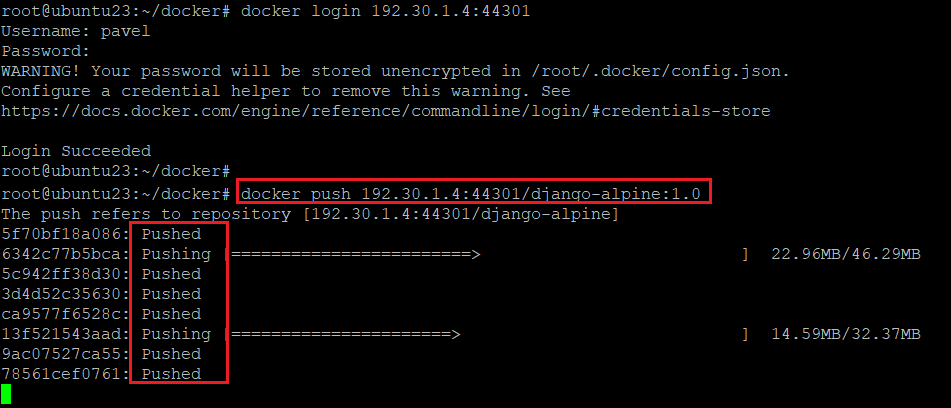 root@ubuntu23:~/docker# docker login 192.30.1.4:44301
Username: pavel
Password:
WARNING! Your password will be stored unencrypted in /root/.docker/config.json.
Configure a credential helper to remove this warning. See
https://docs.docker.com/engine/reference/commandline/login/#credentials-store
Login Succeeded
root@ubuntu23:~/docker#
root@ubuntu23:~/docker# docker push 192.30.1.4:44301/django-alpine:1.0
The push refers to repository [192.30.1.4:44301/django-alpine]
5f70bf18a086: Pushed
6342c77b5bca: Pushing [========================> ] 22.96MB/46.29MB
5c942ff38d30: Pushed
3d4d52c35630: Pushed
ca9577f6528c: Pushed
13f521543aad: Pushing [======================> ] 14.59MB/32.37MB
9ac07527ca55: Pushed
78561cef0761: Pushed